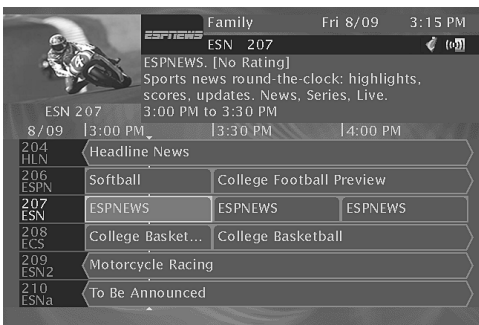 Family Fri 8/09 3:15 PM
ESPNEWS
ESN 207
ESPNEWS. [No Rating]
Sports news round-the-clock: highlights,
scores, updates. News, Series, Live.
3:00 PM to 3:30 PM
ESN 207
8/09 3:00 PM 3:30 PM 4:00 PM
204 HLN Headline News
206 ESPN Softball College Football Preview
207 ESN ESPNEWS ESPNEWS ESPNEWS
208 ECS College Basket... College Basketball
209 ESN2 Motorcycle Racing
210 ESNa To Be Announced